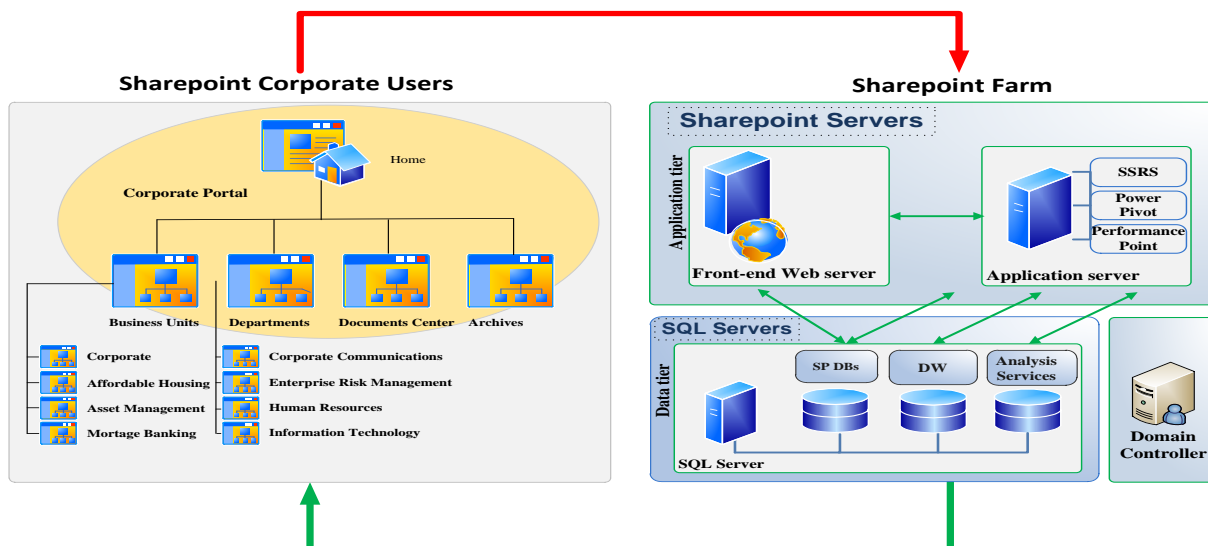 Sharepoint Corporate Users
Home
Corporate Portal
Business Units
Departments
Documents Center
Archives
Corporate
Affordable Housing
Asset Management
Mortage Banking
Corporate Communications
Enterprise Risk Management
Human Resources
Information Technology
Sharepoint Farm
Sharepoint Servers
Application tier
Front-end Web server
SSRS
Power
Pivot
Performance
Point
Application server
SQL Servers
Data tier
SP DBs
DW
Analysis
Services
SQL Server
Domain
Controller